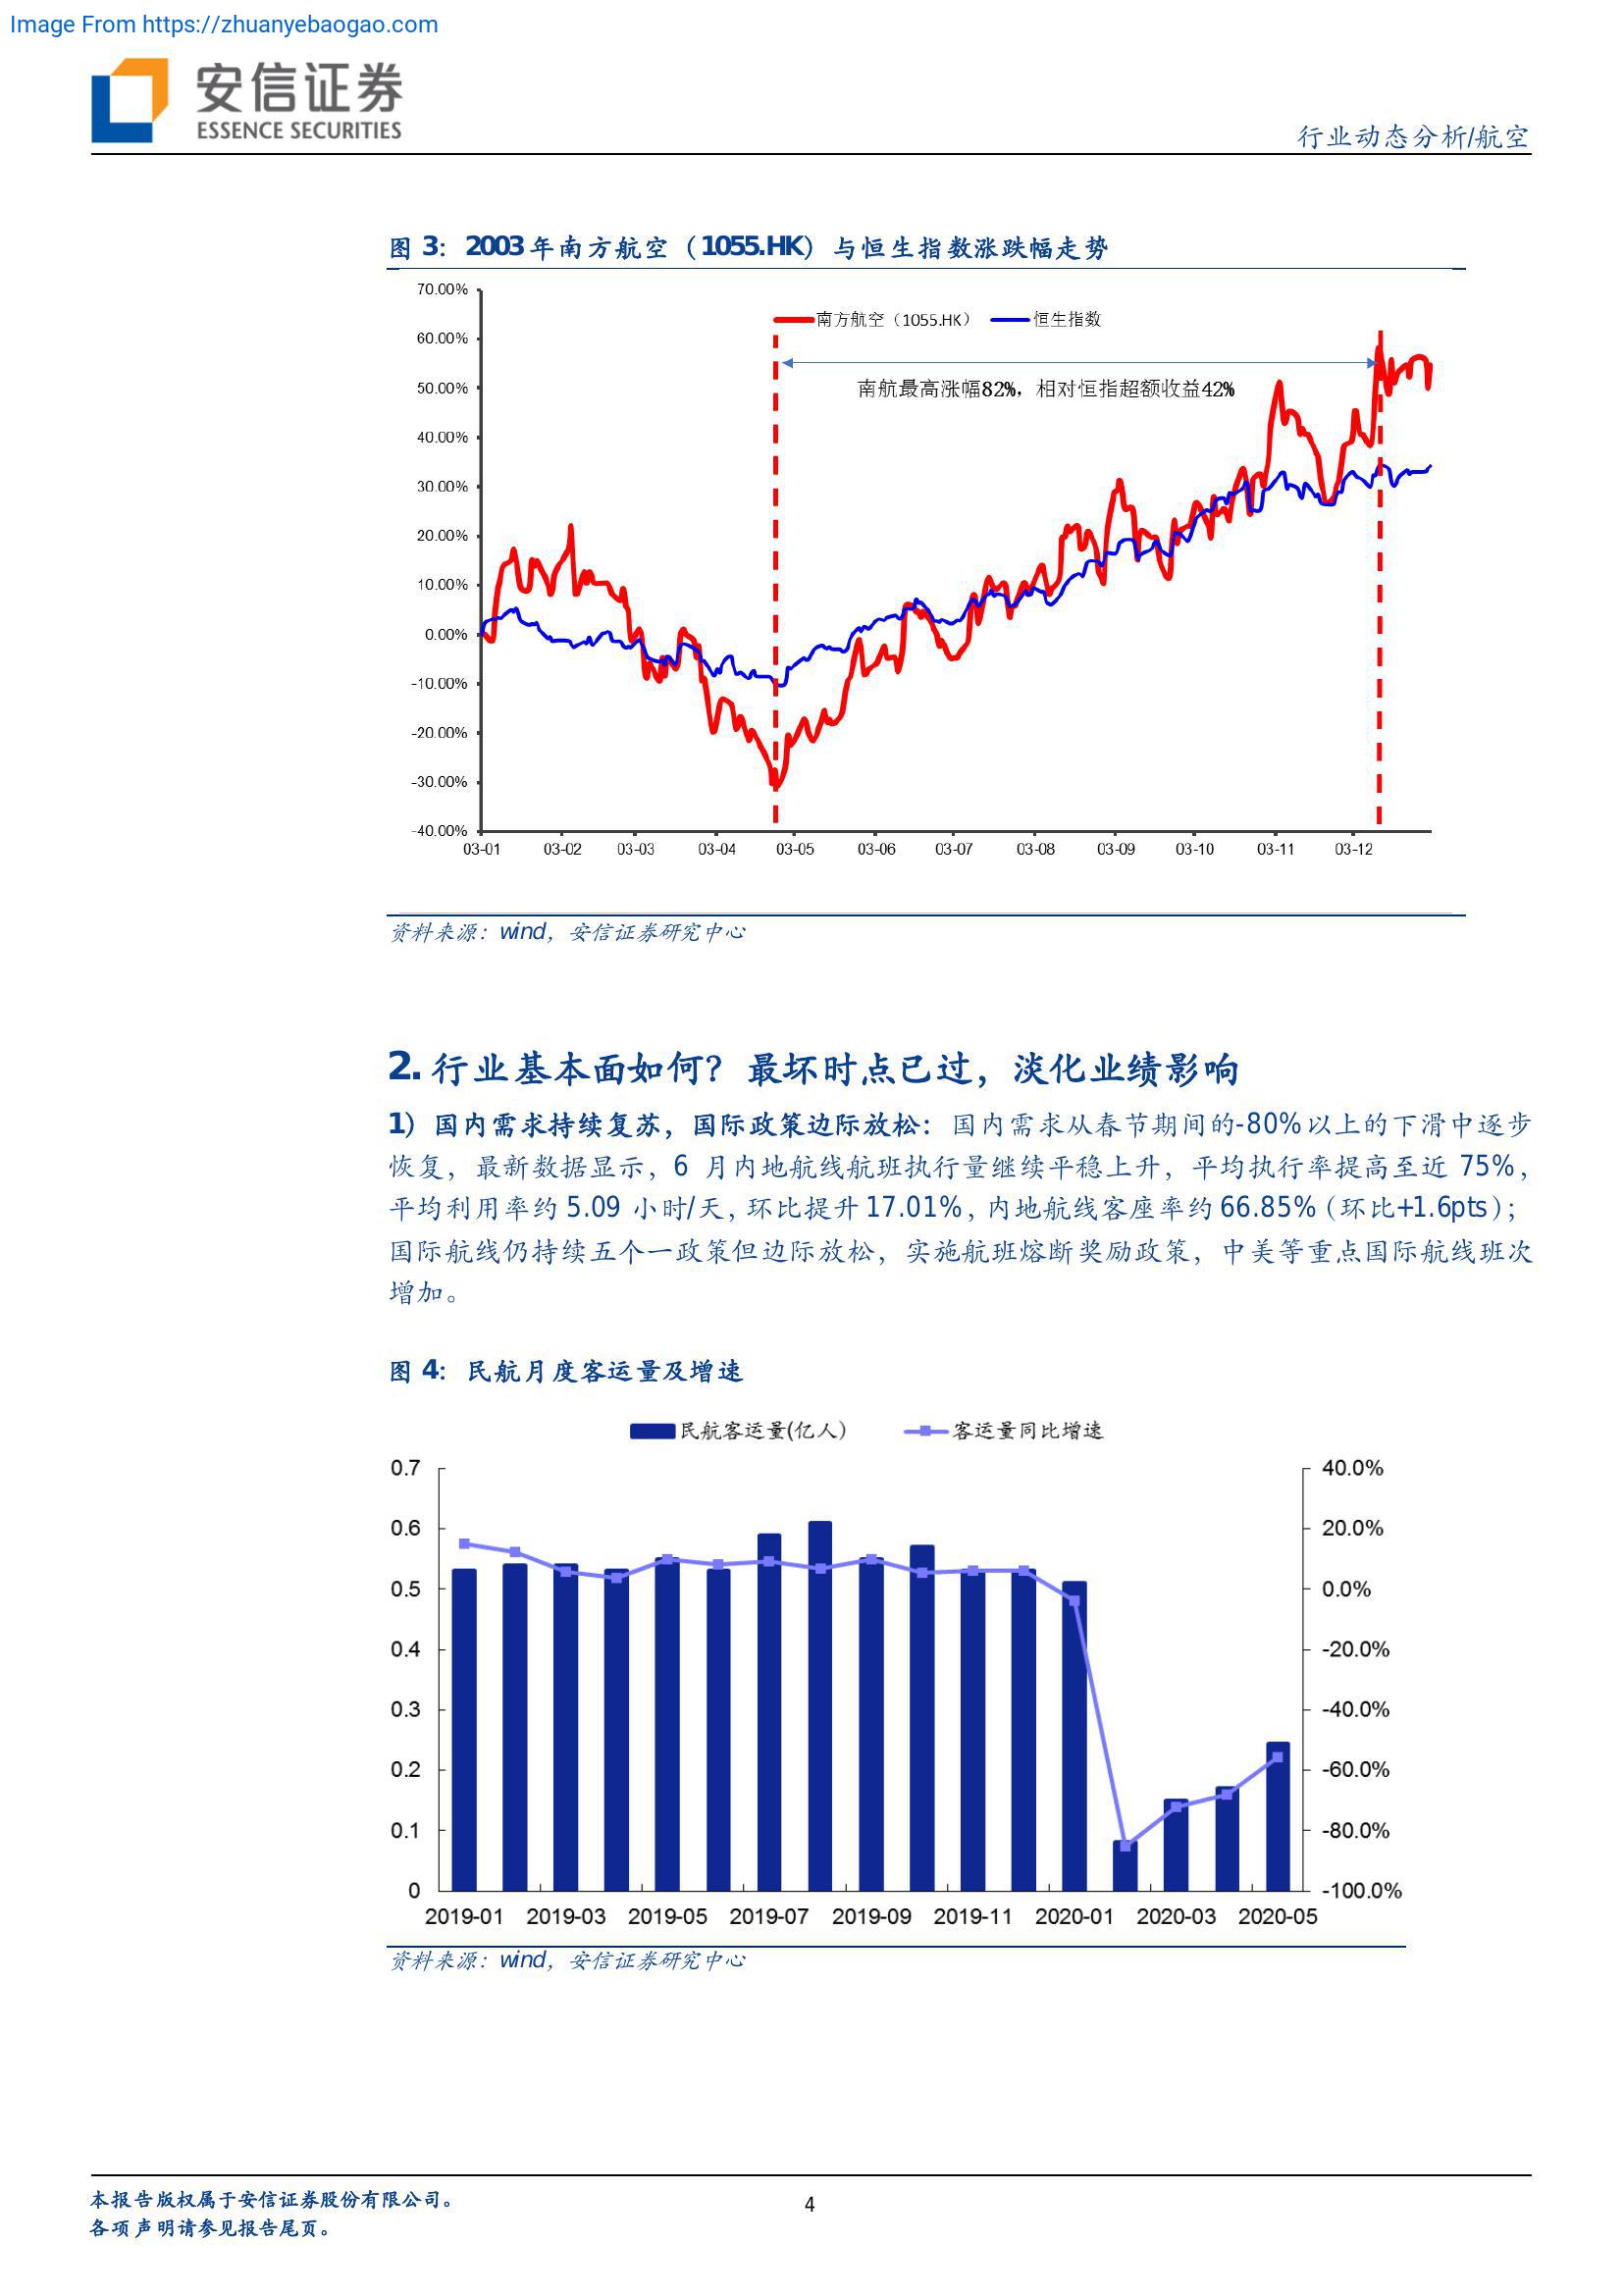 Image From https://zhuanyebaogao.com
安信证券
ESSENCE SECURITIES
行业动态分析/航空
图 3：2003 年南方航空（1055.HK）与恒生指数涨跌幅走势
70.00%
60.00%
50.00%
40.00%
30.00%
20.00%
10.00%
0.00%
-10.00%
-20.00%
-30.00%
-40.00%
南方航空（1055.HK） 恒生指数
南航最高涨幅82%，相对恒指超额收益42%
03-01 03-02 03-03 03-04 03-05 03-06 03-07 03-08 03-09 03-10 03-11 03-12
资料来源：wind，安信证券研究中心
2. 行业基本面如何？最坏时点已过，淡化业绩影响
1）国内需求持续复苏，国际政策边际放松：国内需求从春节期间的-80%以上的下滑中逐步
恢复，最新数据显示，6 月内地航线航班执行量继续平稳上升，平均执行率提高至近 75%，
平均利用率约 5.09 小时/天，环比提升 17.01%，内地航线客座率约 66.85%（环比+1.6pts）；
国际航线仍持续五个一政策但边际放松，实施航班熔断奖励政策，中美等重点国际航线班次
增加。
图 4：民航月度客运量及增速
民航客运量(亿人） 客运量同比增速
0.7
0.6
0.5
0.4
0.3
0.2
0.1
0
40.0%
20.0%
0.0%
-20.0%
-40.0%
-60.0%
-80.0%
-100.0%
2019-01 2019-03 2019-05 2019-07 2019-09 2019-11 2020-01 2020-03 2020-05
资料来源：wind，安信证券研究中心
本报告版权属于安信证券股份有限公司。
各项声明请参见报告尾页。
4